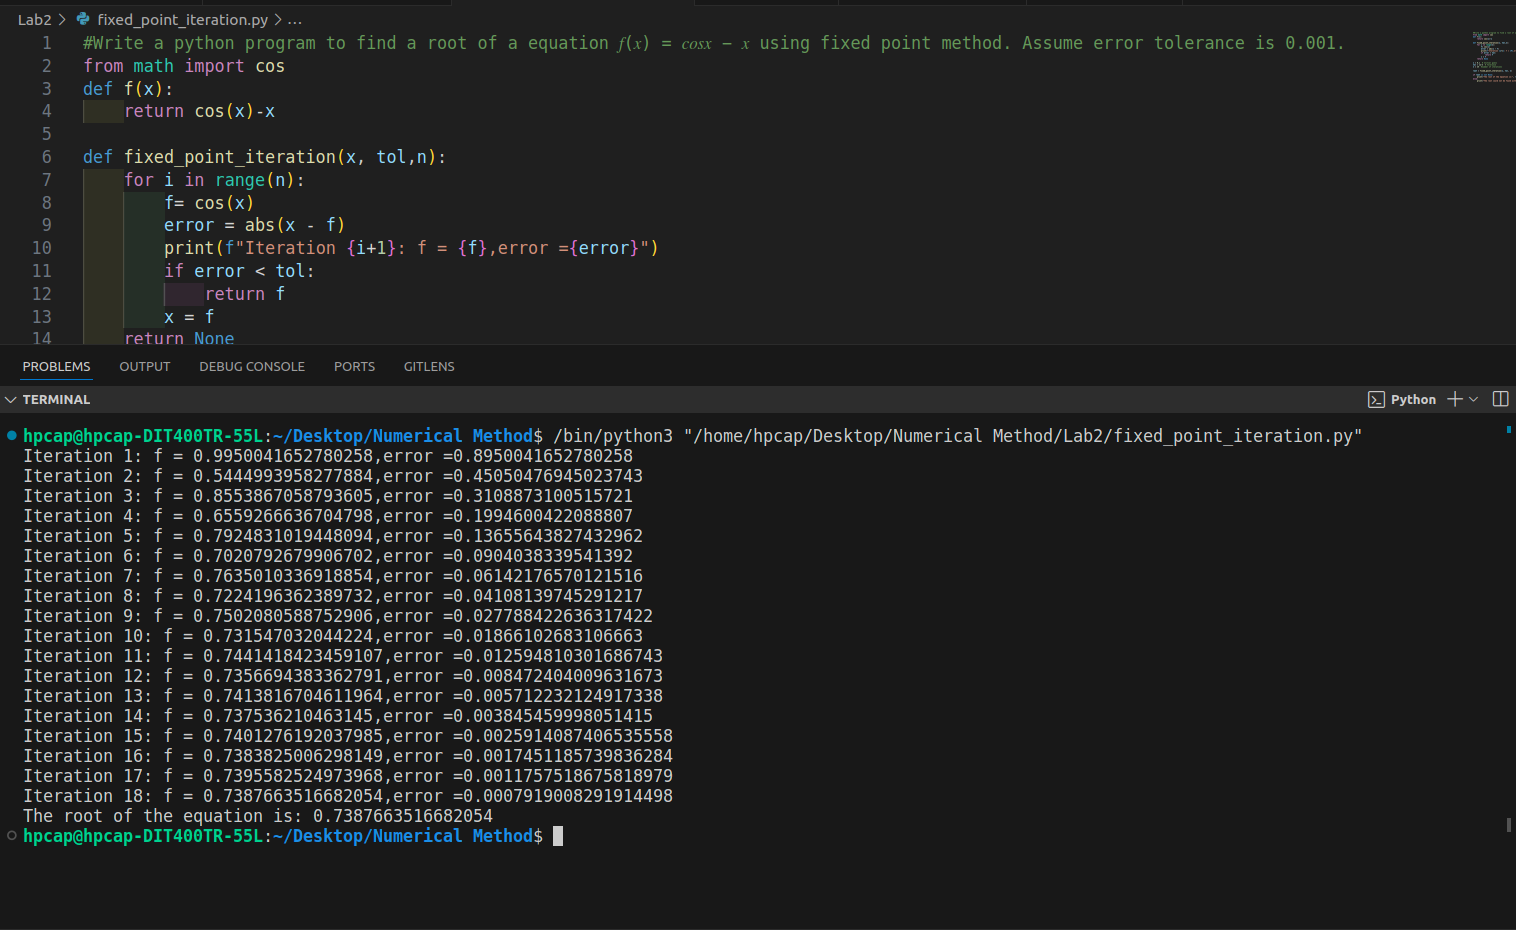 Lab2 > fixed_point_iteration.py > ...
1 #Write a python program to find a root of a equation 𝑓(𝑥) = 𝑐𝑜𝑠𝑥 − 𝑥 using fixed point method. Assume error tolerance is 0.001.
2 from math import cos
3 def f(x):
4     return cos(x)-x
5
6 def fixed_point_iteration(x, tol,n):
7     for i in range(n):
8         f= cos(x)
9         error = abs(x - f)
10         print(f"Iteration {i+1}: f = {f},error ={error}")
11         if error < tol:
12             return f
13         x = f
14     return None
PROBLEMS OUTPUT DEBUG CONSOLE PORTS GITLENS
TERMINAL Python
hpcap@hpcap-DIT400TR-55L:~/Desktop/Numerical Method$ /bin/python3 "/home/hpcap/Desktop/Numerical Method/Lab2/fixed_point_iteration.py"
Iteration 1: f = 0.9950041652780258,error =0.8950041652780258
Iteration 2: f = 0.5444993958277884,error =0.45050476945023743
Iteration 3: f = 0.8553867058793605,error =0.3108873100515721
Iteration 4: f = 0.6559266636704798,error =0.1994600422088807
Iteration 5: f = 0.7924831019448094,error =0.13655643827432962
Iteration 6: f = 0.7020792679906702,error =0.0904038339541392
Iteration 7: f = 0.7635010336918854,error =0.06142176570121516
Iteration 8: f = 0.7224196362389732,error =0.04108139745291217
Iteration 9: f = 0.7502080588752906,error =0.027788422636317422
Iteration 10: f = 0.731547032044224,error =0.01866102683106663
Iteration 11: f = 0.7441418423459107,error =0.012594810301686743
Iteration 12: f = 0.7356694383362791,error =0.008472404009631673
Iteration 13: f = 0.7413816704611964,error =0.005712232124917338
Iteration 14: f = 0.737536210463145,error =0.003845459998051415
Iteration 15: f = 0.7401276192037985,error =0.0025914087406535558
Iteration 16: f = 0.7383825006298149,error =0.0017451185739836284
Iteration 17: f = 0.7395582524973968,error =0.0011757518675818979
Iteration 18: f = 0.7387663516682054,error =0.0007919008291914498
The root of the equation is: 0.7387663516682054
hpcap@hpcap-DIT400TR-55L:~/Desktop/Numerical Method$